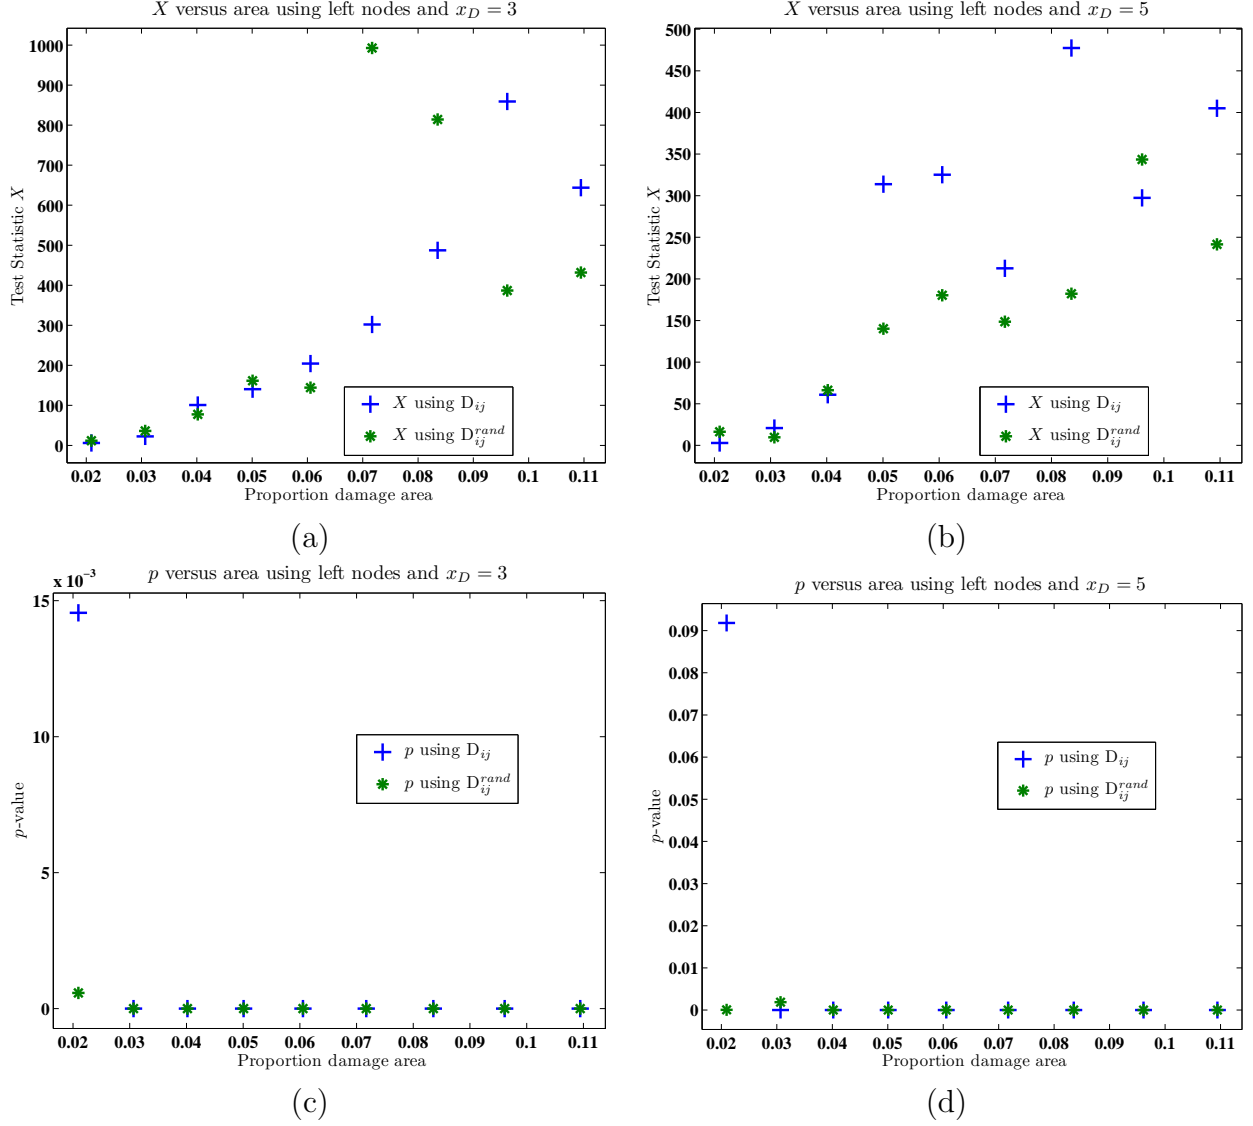 X versus area using left nodes and x_D = 3
1000
900
800
700
600
500
400
300
200
100
0
Test Statistic X
0.02 0.03 0.04 0.05 0.06 0.07 0.08 0.09 0.1 0.11
Proportion damage area
X using D_ij
X using D_ij^rand
(a)
X versus area using left nodes and x_D = 5
500
450
400
350
300
250
200
150
100
50
0
Test Statistic X
0.02 0.03 0.04 0.05 0.06 0.07 0.08 0.09 0.1 0.11
Proportion damage area
X using D_ij
X using D_ij^rand
(b)
p versus area using left nodes and x_D = 3
x 10^−3
15
10
5
0
p-value
0.02 0.03 0.04 0.05 0.06 0.07 0.08 0.09 0.1 0.11
Proportion damage area
p using D_ij
p using D_ij^rand
(c)
p versus area using left nodes and x_D = 5
0.09
0.08
0.07
0.06
0.05
0.04
0.03
0.02
0.01
0
p-value
0.02 0.03 0.04 0.05 0.06 0.07 0.08 0.09 0.1 0.11
Proportion damage area
p using D_ij
p using D_ij^rand
(d)